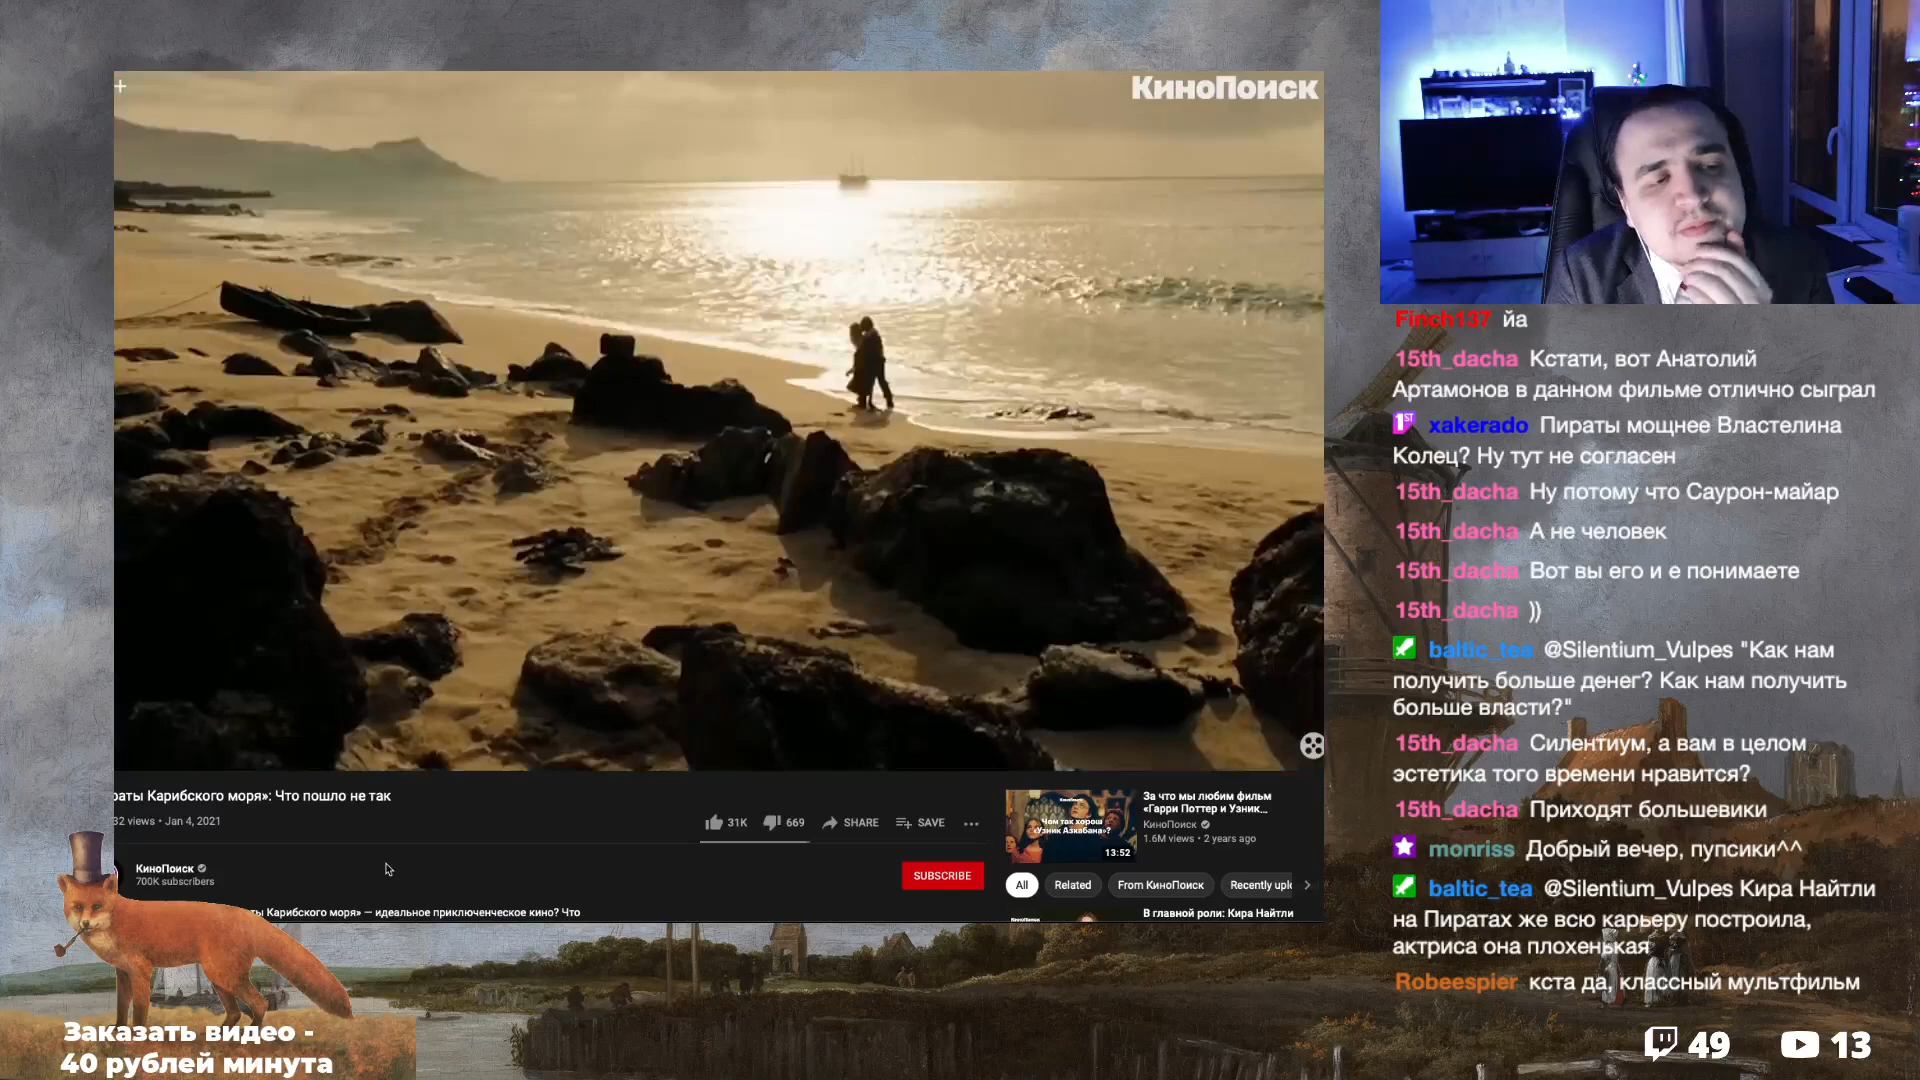 КиноПоиск
раты Карибского моря»: Что пошло не так
32 views • Jan 4, 2021
31K
669
SHARE
SAVE
КиноПоиск
700K subscribers
SUBSCRIBE
ты Карибского моря» — идеальное приключенческое кино? Что
Чем так хорош
«Узник Азкабана»?
13:52
За что мы любим фильм
«Гарри Поттер и Узник...
КиноПоиск
1.6M views • 2 years ago
All
Related
From КиноПоиск
Recently uplo
В главной роли: Кира Найтли
Заказать видео -
40 рублей минута
Finch137 йа
15th_dacha Кстати, вот Анатолий
Артамонов в данном фильме отлично сыграл
1ST xakerado Пираты мощнее Властелина
Колец? Ну тут не согласен
15th_dacha Ну потому что Саурон-майар
15th_dacha А не человек
15th_dacha Вот вы его и е понимаете
15th_dacha ))
baltic_tea @Silentium_Vulpes "Как нам
получить больше денег? Как нам получить
больше власти?"
15th_dacha Силентиум, а вам в целом
эстетика того времени нравится?
15th_dacha Приходят большевики
monriss Добрый вечер, пупсики^^
baltic_tea @Silentium_Vulpes Кира Найтли
на Пиратах же всю карьеру построила,
актриса она плохенькая
Robeespier кста да, классный мультфильм
49
13